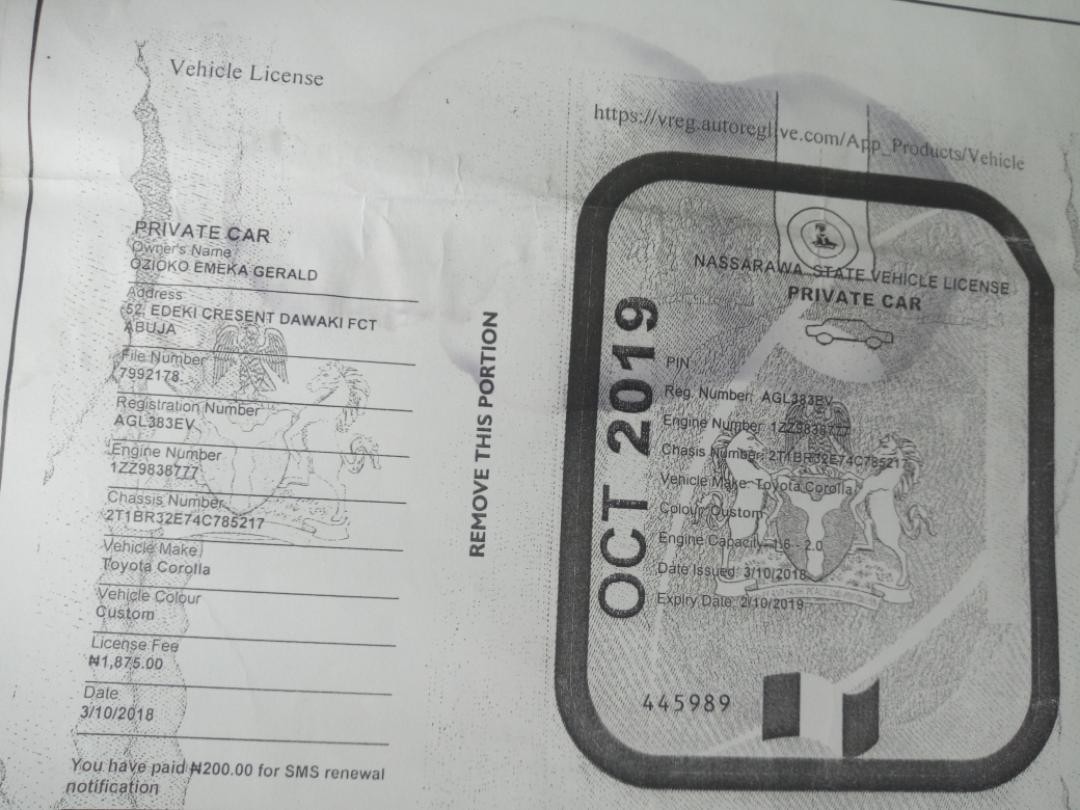 Vehicle License
https://vreg.autoreglive.com/App_Products/Vehicle
PRIVATE CAR
Owner's Name
OZIOKO EMEKA GERALD
Address
52, EDEKI CRESENT DAWAKI FCT
ABUJA
File Number
7992178
Registration Number
AGL383EV
Engine Number
1ZZ9838777
Chassis Number
2T1BR32E74C785217
Vehicle Make
Toyota Corolla
Vehicle Colour
Custom
License Fee
₦1,875.00
Date
3/10/2018
You have paid ₦200.00 for SMS renewal
notification
REMOVE THIS PORTION
OCT 2019
NASSARAWA STATE VEHICLE LICENSE
PRIVATE CAR
PIN
Reg. Number: AGL383EV
Engine Number: 1ZZ9838777
Chasis Number: 2T1BR32E74C785217
Vehicle Make: Toyota Corolla
Colour: Custom
Engine Capacity: 1.6 - 2.0
Date Issued: 3/10/2018
Expiry Date: 2/10/2019
445989